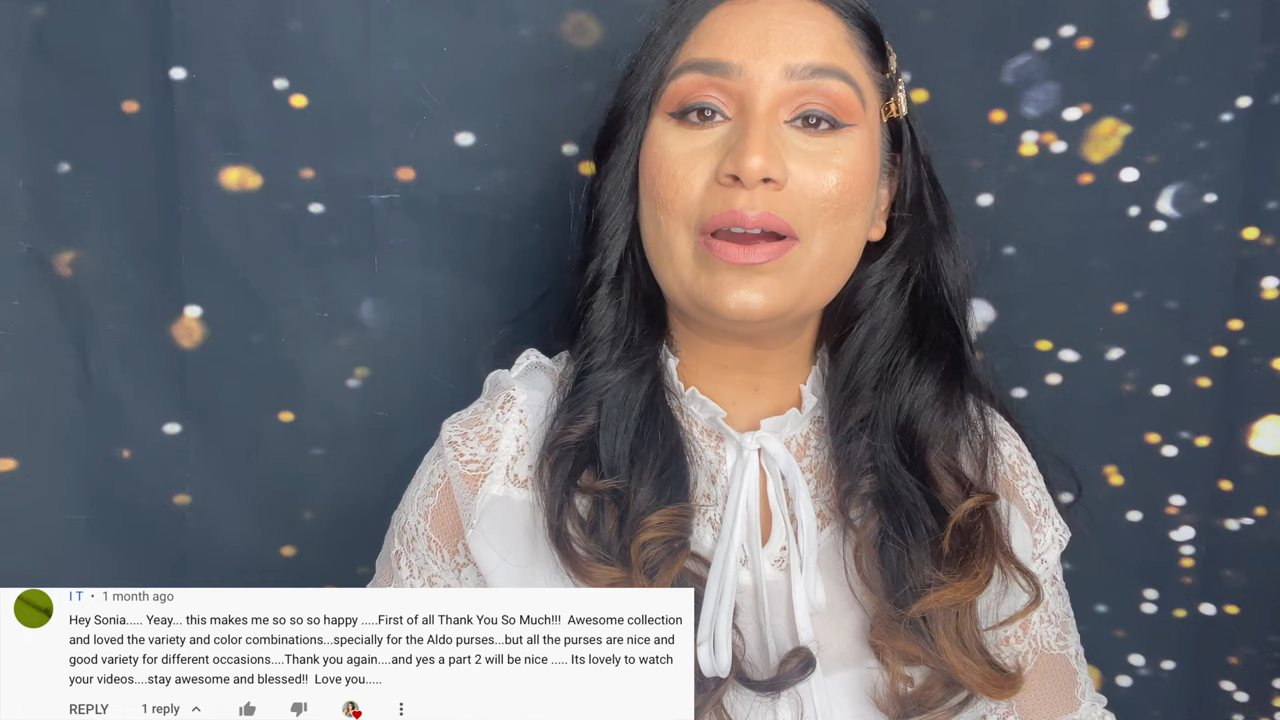 I T • 1 month ago
Hey Sonia..... Yeay... this makes me so so so happy .....First of all Thank You So Much!!! Awesome collection
and loved the variety and color combinations...specially for the Aldo purses...but all the purses are nice and
good variety for different occasions....Thank you again....and yes a part 2 will be nice ..... Its lovely to watch
your videos....stay awesome and blessed!! Love you.....
REPLY 1 reply